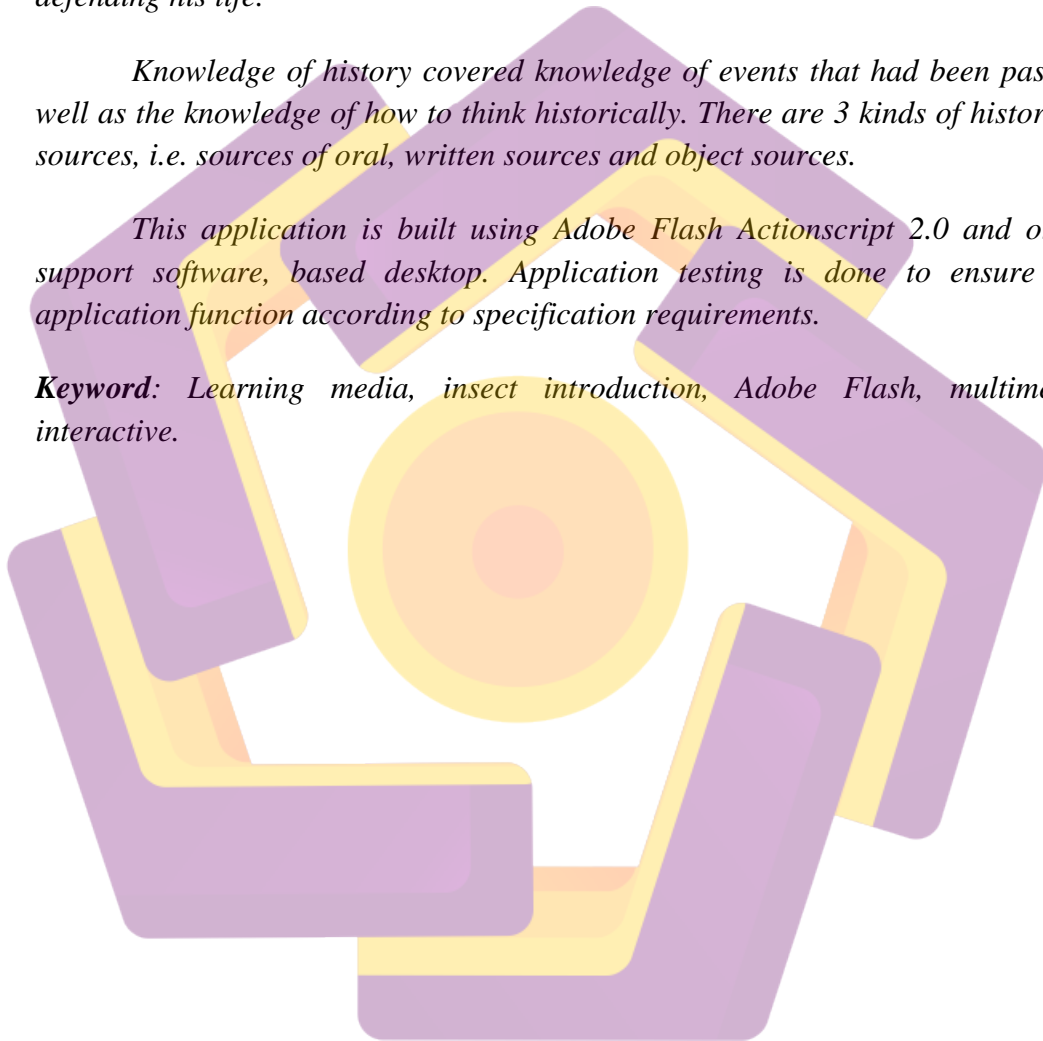 defending his life.
Knowledge of history covered knowledge of events that had been pas
well as the knowledge of how to think historically. There are 3 kinds of histor
sources, i.e. sources of oral, written sources and object sources.
This application is built using Adobe Flash Actionscript 2.0 and o
support software, based desktop. Application testing is done to ensure
application function according to specification requirements.
Keyword: Learning media, insect introduction, Adobe Flash, multim
interactive.